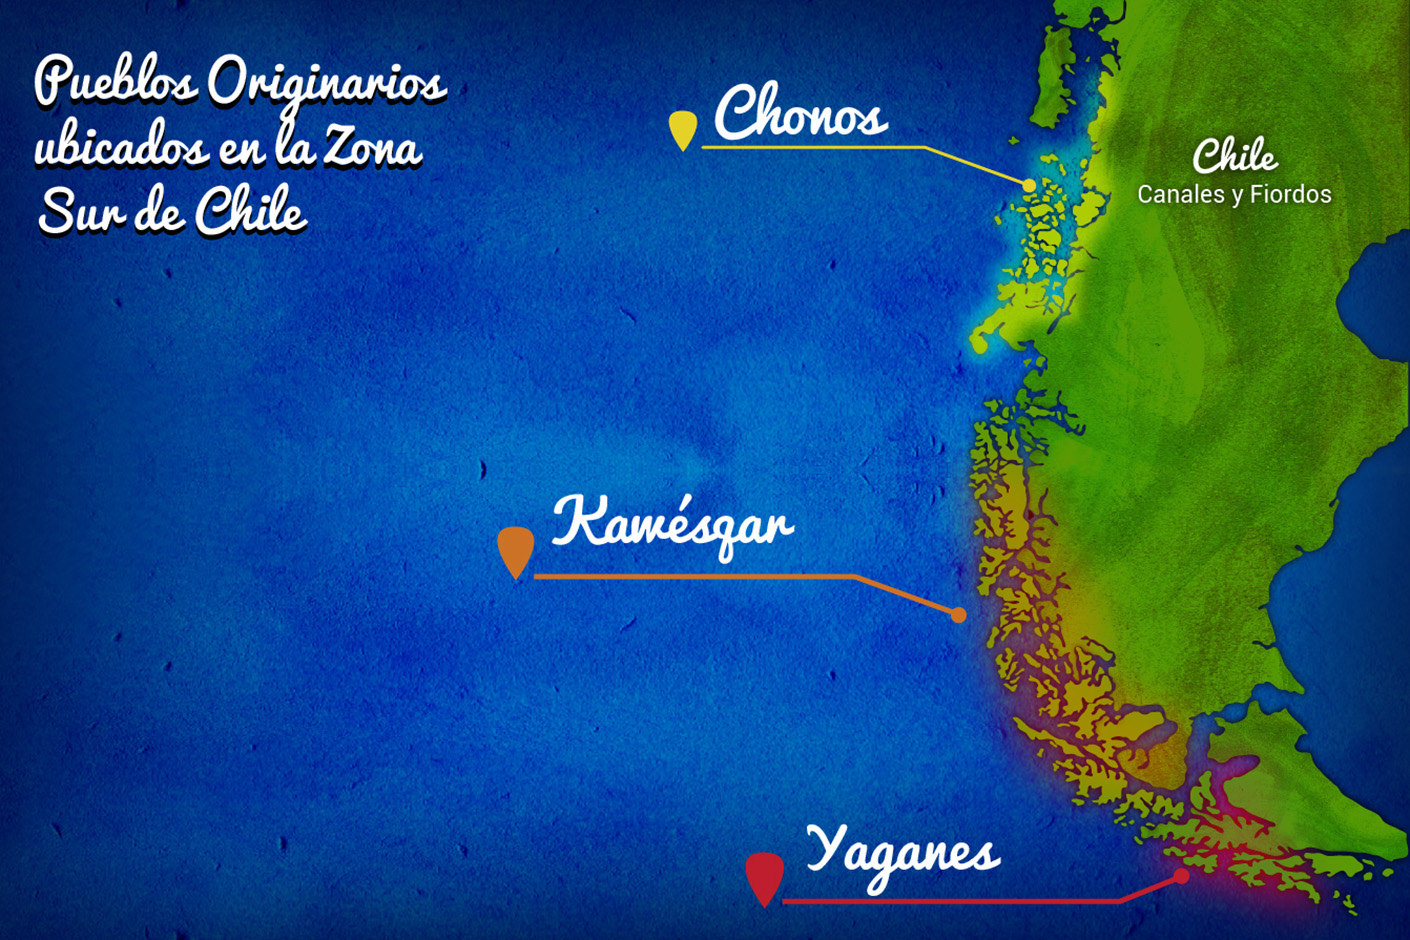 Pueblos Originarios
ubicados en la Zona
Sur de Chile
Chonos
Chile
Canales y Fiordos
Kawésqar
Yaganes